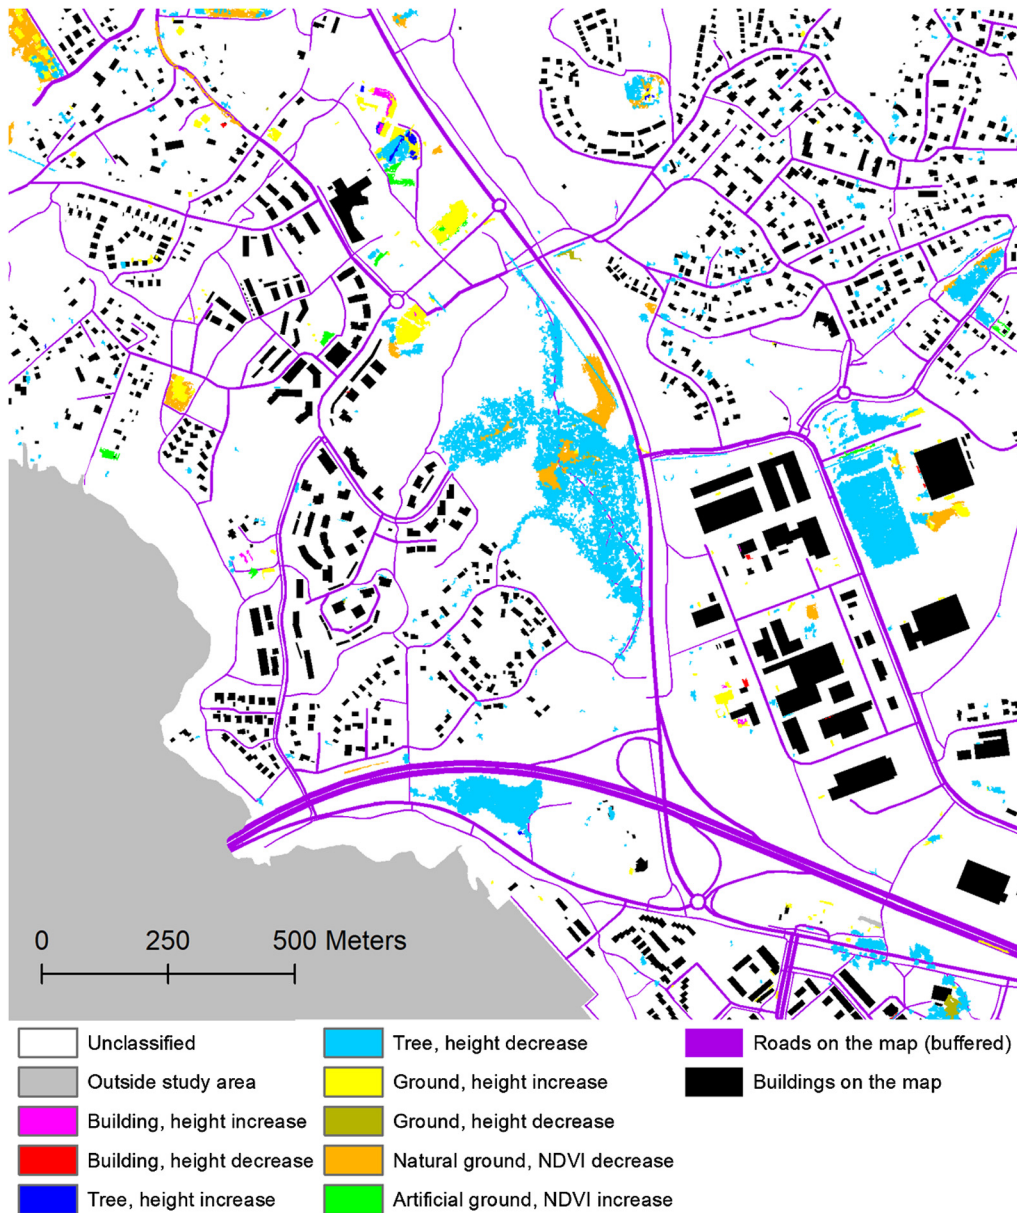 0 250 500 Meters
Unclassified
Outside study area
Building, height increase
Building, height decrease
Tree, height increase
Tree, height decrease
Ground, height increase
Ground, height decrease
Natural ground, NDVI decrease
Artificial ground, NDVI increase
Roads on the map (buffered)
Buildings on the map